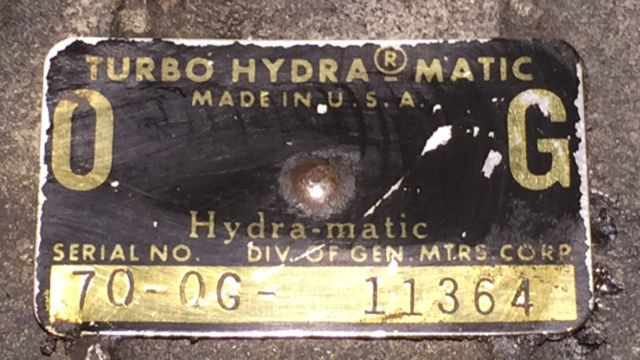 TURBO HYDRA®-MATIC
MADE IN U.S.A.
O G
Hydra-matic
SERIAL NO. DIV. OF GEN. MTRS. CORP.
70-OG- 11364